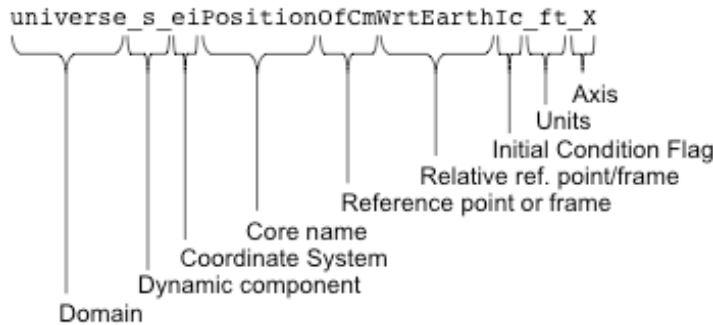 universe_s_eiPositionOfCmWrtEarthIc_ft_X
Axis
Units
Initial Condition Flag
Relative ref. point/frame
Reference point or frame
Core name
Coordinate System
Dynamic component
Domain